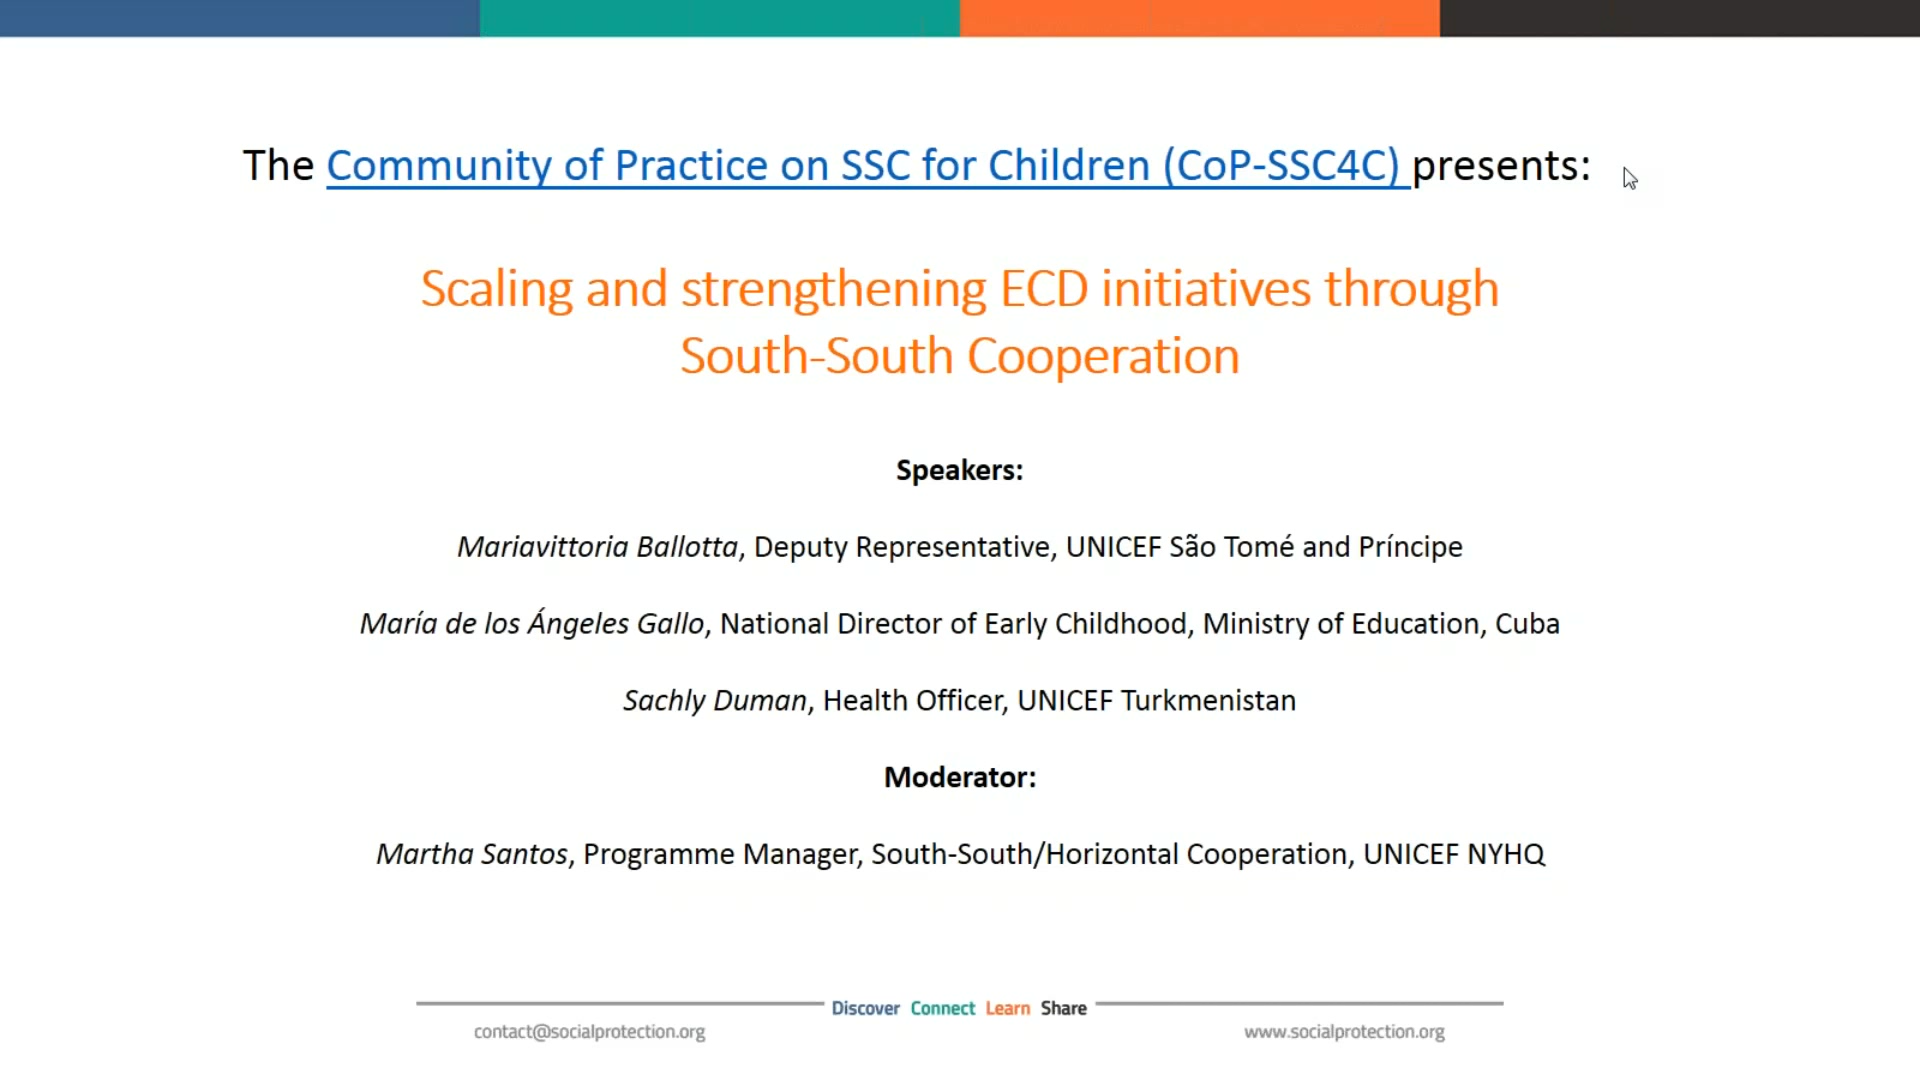 The Community of Practice on SSC for Children (CoP-SSC4C) presents:
Scaling and strengthening ECD initiatives through
South-South Cooperation
Speakers:
Mariavittoria Ballotta, Deputy Representative, UNICEF São Tomé and Príncipe
María de los Ángeles Gallo, National Director of Early Childhood, Ministry of Education, Cuba
Sachly Duman, Health Officer, UNICEF Turkmenistan
Moderator:
Martha Santos, Programme Manager, South-South/Horizontal Cooperation, UNICEF NYHQ
Discover Connect Learn Share
contact@socialprotection.org
www.socialprotection.org